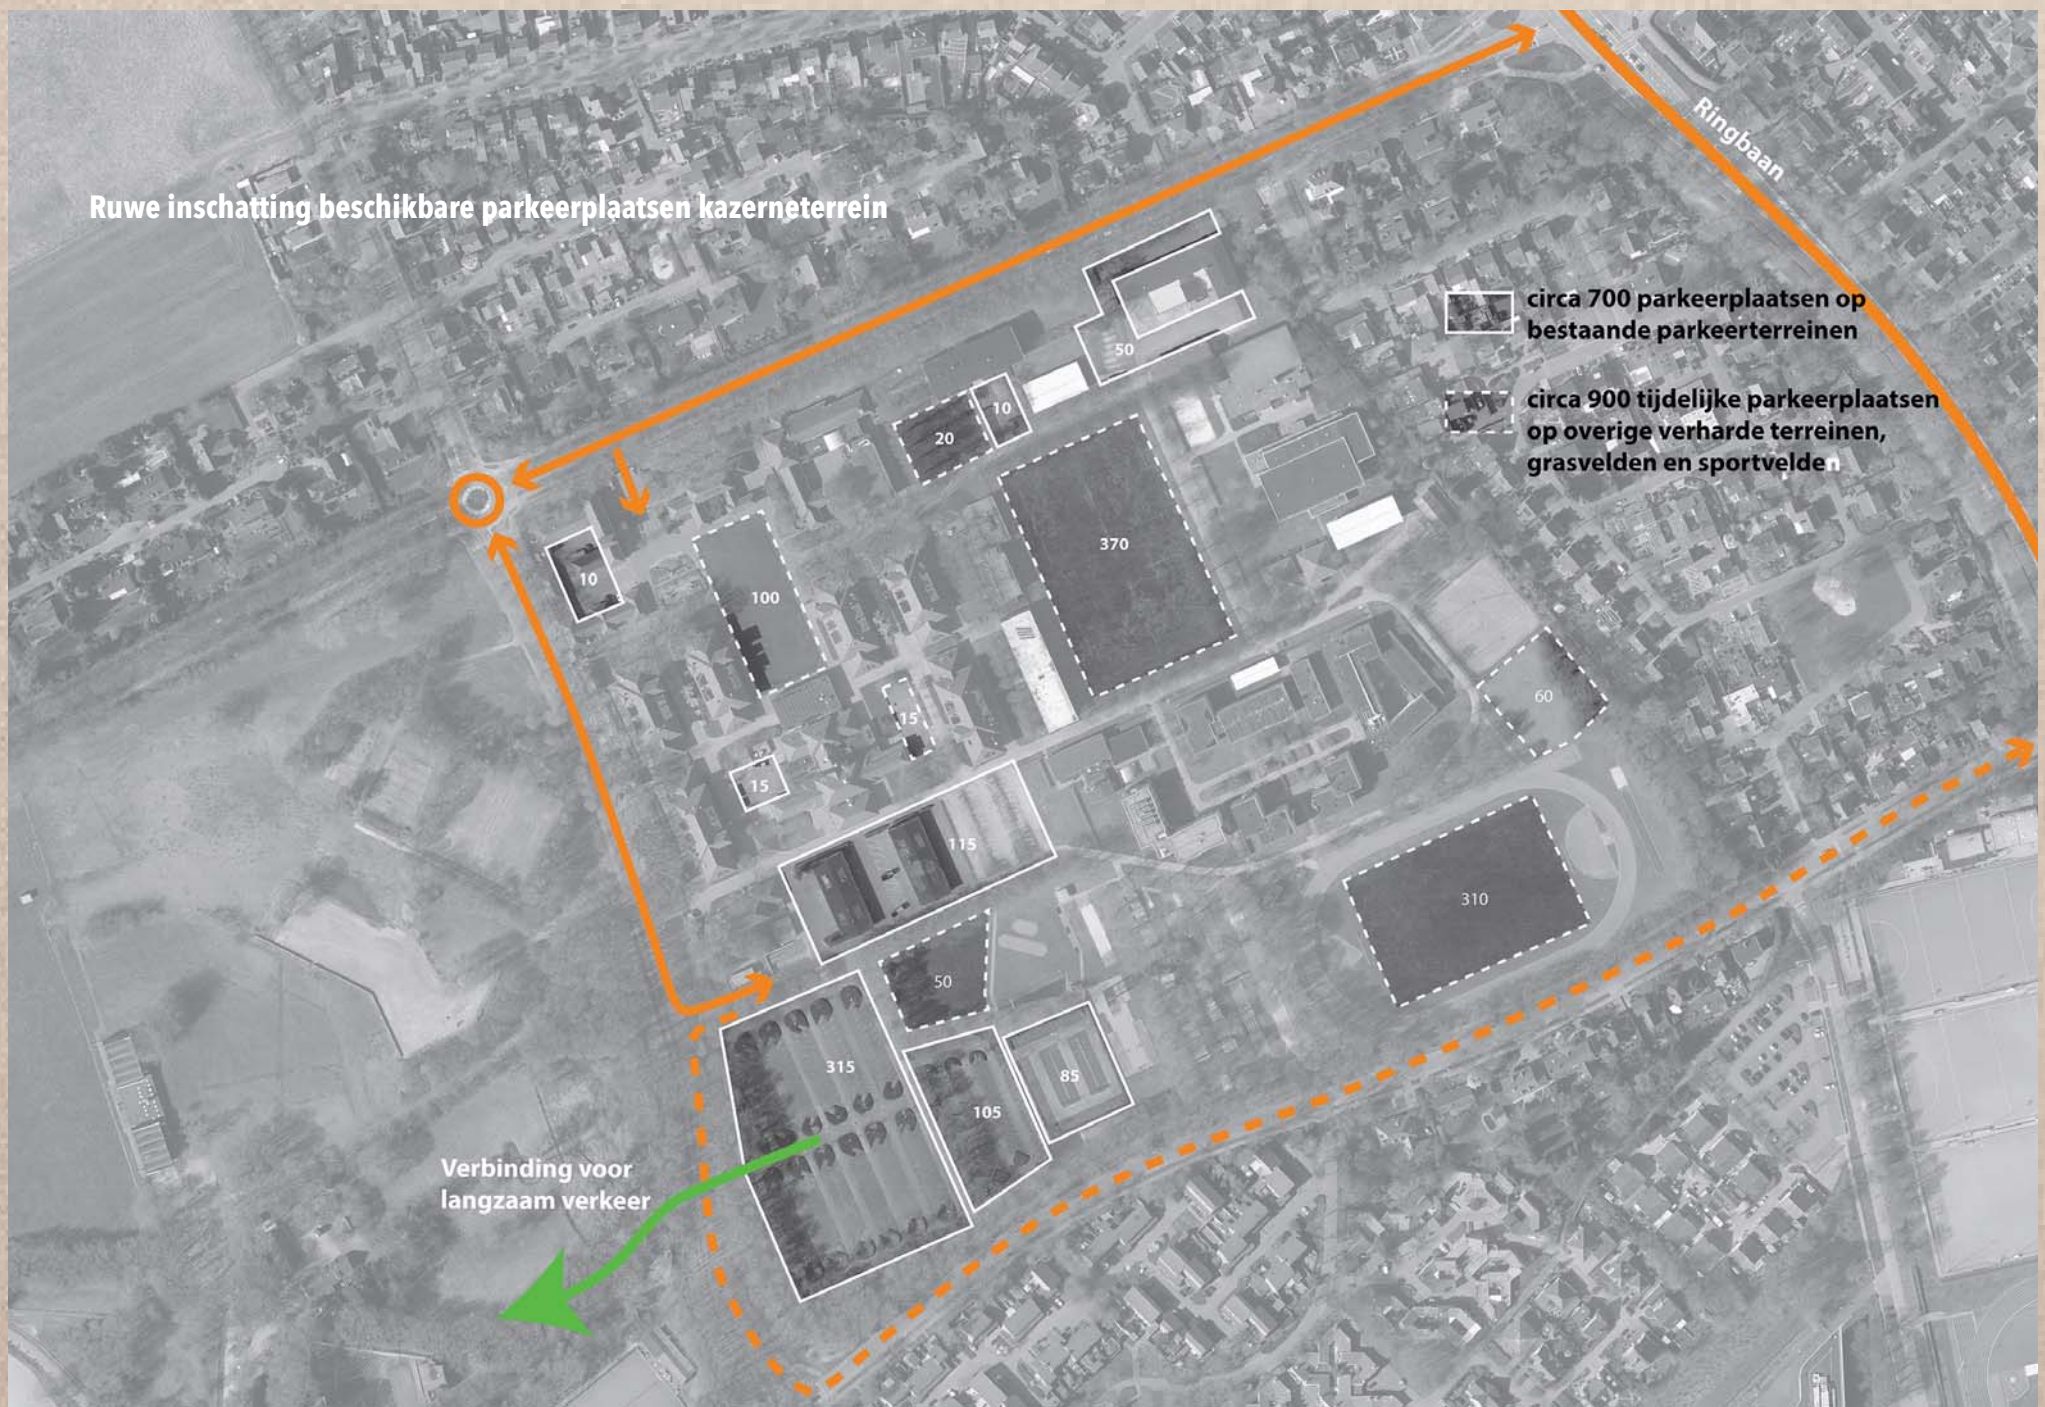 Ringbaan
Ruwe inschatting beschikbare parkeerplaatsen kazerneterrein
circa 700 parkeerplaatsen op
bestaande parkeerterreinen
circa 900 tijdelijke parkeerplaatsen
op overige verharde terreinen,
grasvelden en sportvelden
50
10
20
370
10
100
60
15
15
115
310
50
315
85
105
Verbinding voor
langzaam verkeer